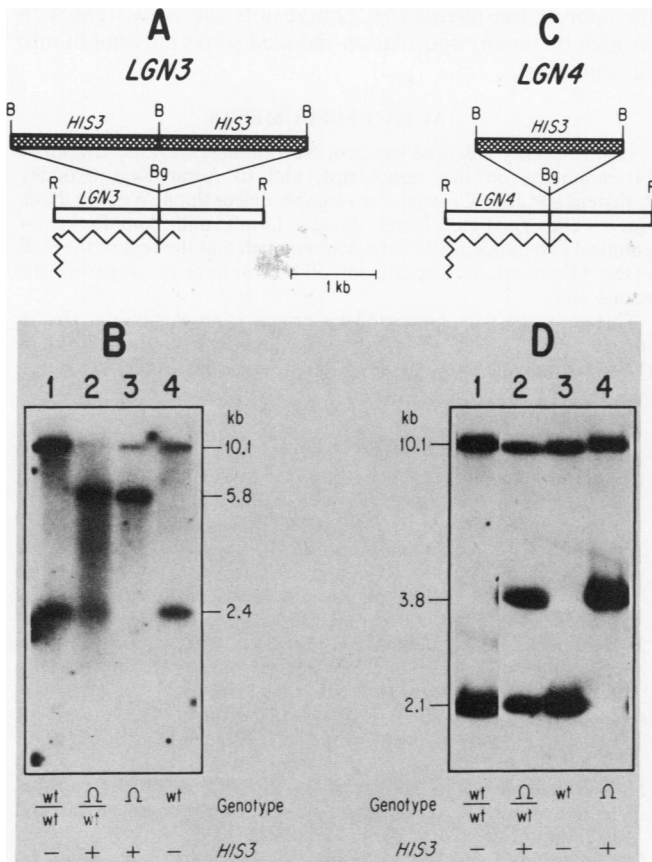 A
LGN3
B HIS3 B HIS3 B
Bg
R LGN3 R
1 kb
C
LGN4
B HIS3 B
Bg
R LGN4 R
B
1 2 3 4
kb
10.1
5.8
2.4
wt/wt Ω/wt Ω wt Genotype
− + + − HIS3
D
1 2 3 4
kb
10.1
3.8
2.1
Genotype wt/wt Ω/wt wt Ω
HIS3 − + − +